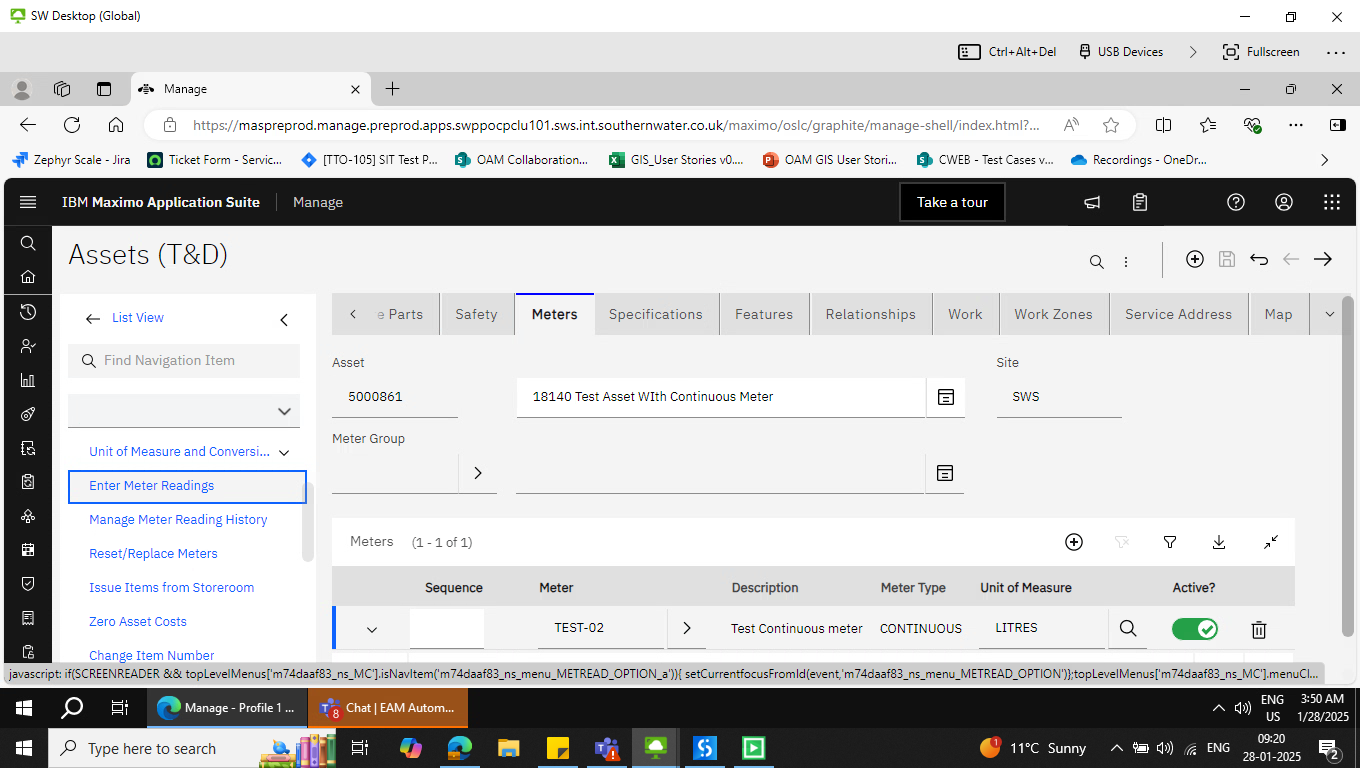 SW Desktop (Global)
Ctrl+Alt+Del
USB Devices
Fullscreen
Manage
https://maspreprod.manage.preprod.apps.swppocpclu101.sws.int.southernwater.co.uk/maximo/oslc/graphite/manage-shell/index.html?...
Zephyr Scale - Jira
Ticket Form - Servic...
[TTO-105] SIT Test P...
OAM Collaboration...
GIS_User Stories v0....
OAM GIS User Stori...
CWEB - Test Cases v...
Recordings - OneDr...
IBM Maximo Application Suite
Manage
Take a tour
Assets (T&D)
List View
Find Navigation Item
Unit of Measure and Conversi...
Enter Meter Readings
Manage Meter Reading History
Reset/Replace Meters
Issue Items from Storeroom
Zero Asset Costs
Change Item Number
e Parts
Safety
Meters
Specifications
Features
Relationships
Work
Work Zones
Service Address
Map
Asset
Site
5000861
18140 Test Asset WIth Continuous Meter
SWS
Meter Group
Meters (1 - 1 of 1)
Sequence
Meter
Description
Meter Type
Unit of Measure
Active?
TEST-02
Test Continuous meter
CONTINUOUS
LITRES
javascript: if(SCREENREADER && topLevelMenus['m74daaf83_ns_MC'].isNavItem('m74daaf83_ns_menu_METREAD_OPTION_a')){ setCurrentfocusFromId(event,'m74daaf83_ns_menu_METREAD_OPTION')};topLevelMenus['m74daaf83_ns_MC'].menuCl...
Manage - Profile 1 ...
8
Chat | EAM Autom...
ENG
US
3:50 AM
1/28/2025
Type here to search
1
11°C Sunny
ENG
09:20
28-01-2025
2